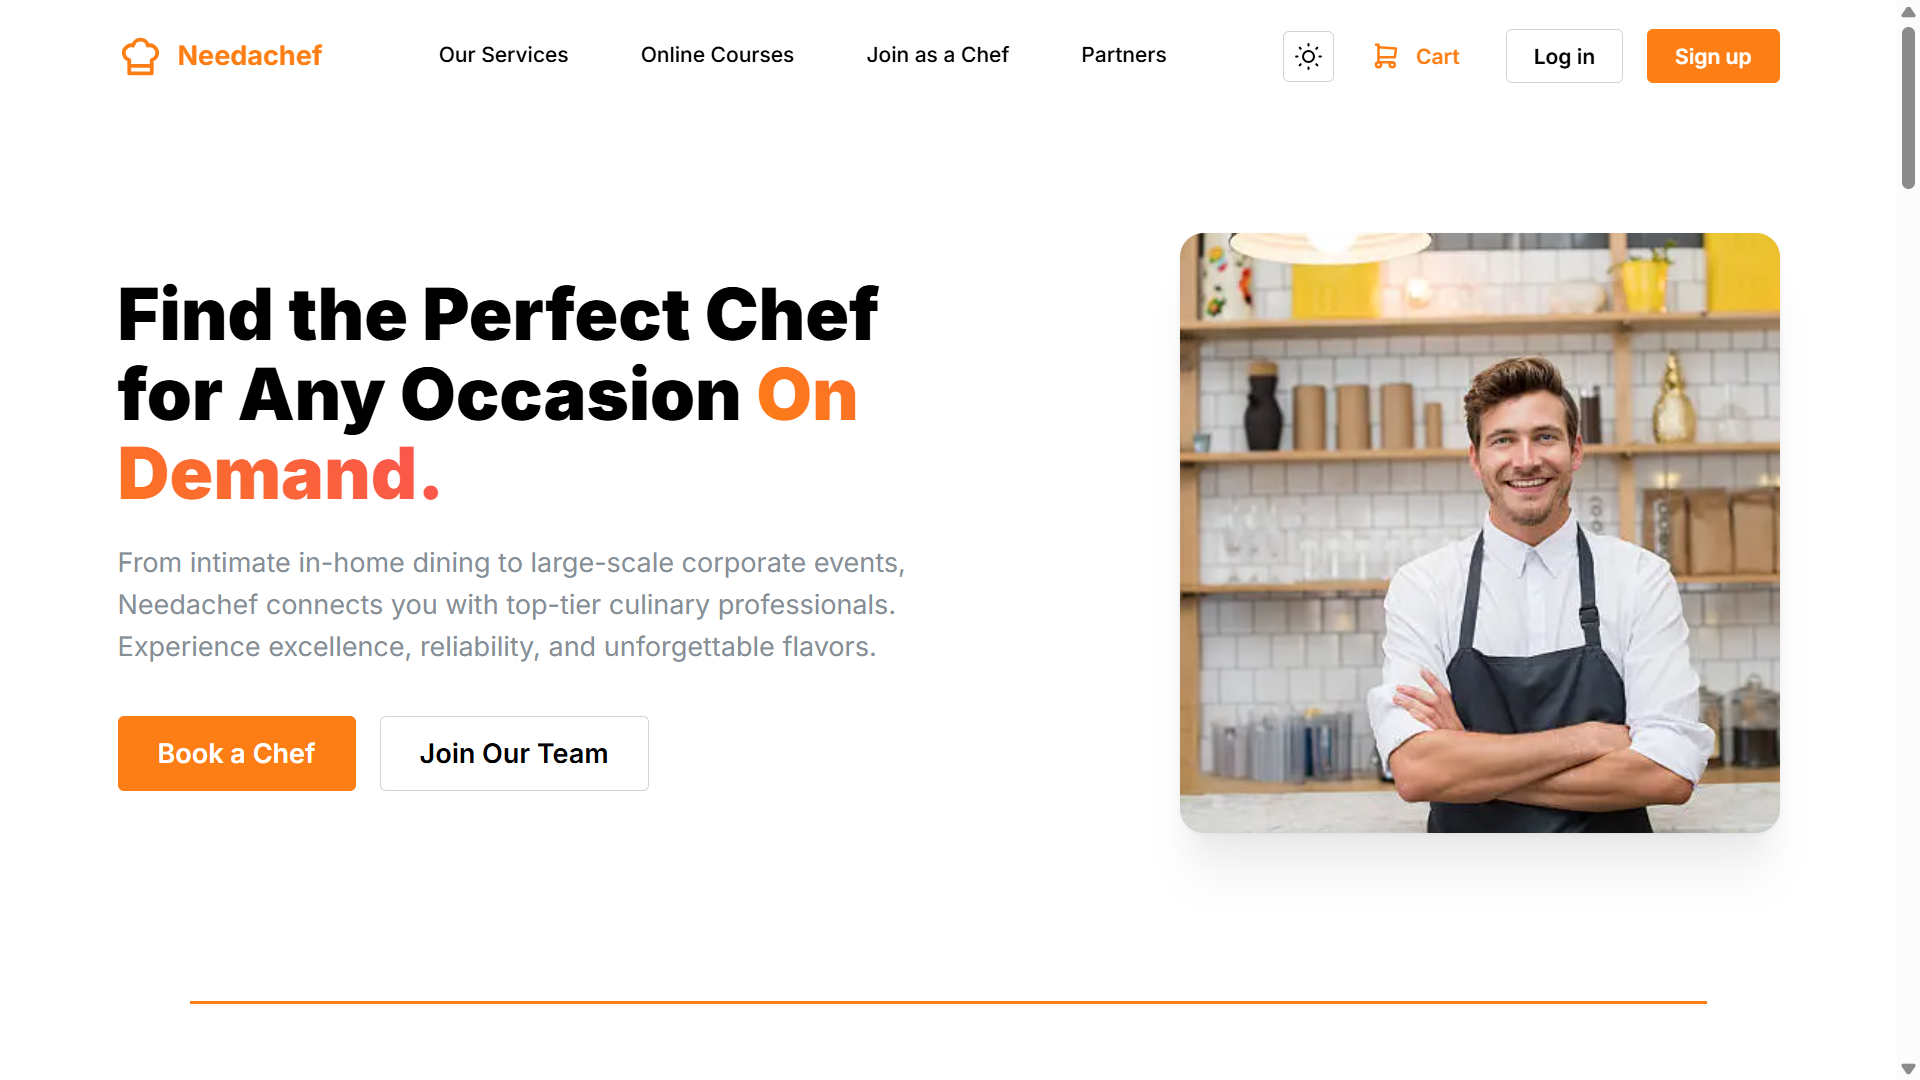 Needachef
Our Services
Online Courses
Join as a Chef
Partners
Cart
Log in
Sign up
Find the Perfect Chef
for Any Occasion On
Demand.
From intimate in-home dining to large-scale corporate events,
Needachef connects you with top-tier culinary professionals.
Experience excellence, reliability, and unforgettable flavors.
Book a Chef
Join Our Team